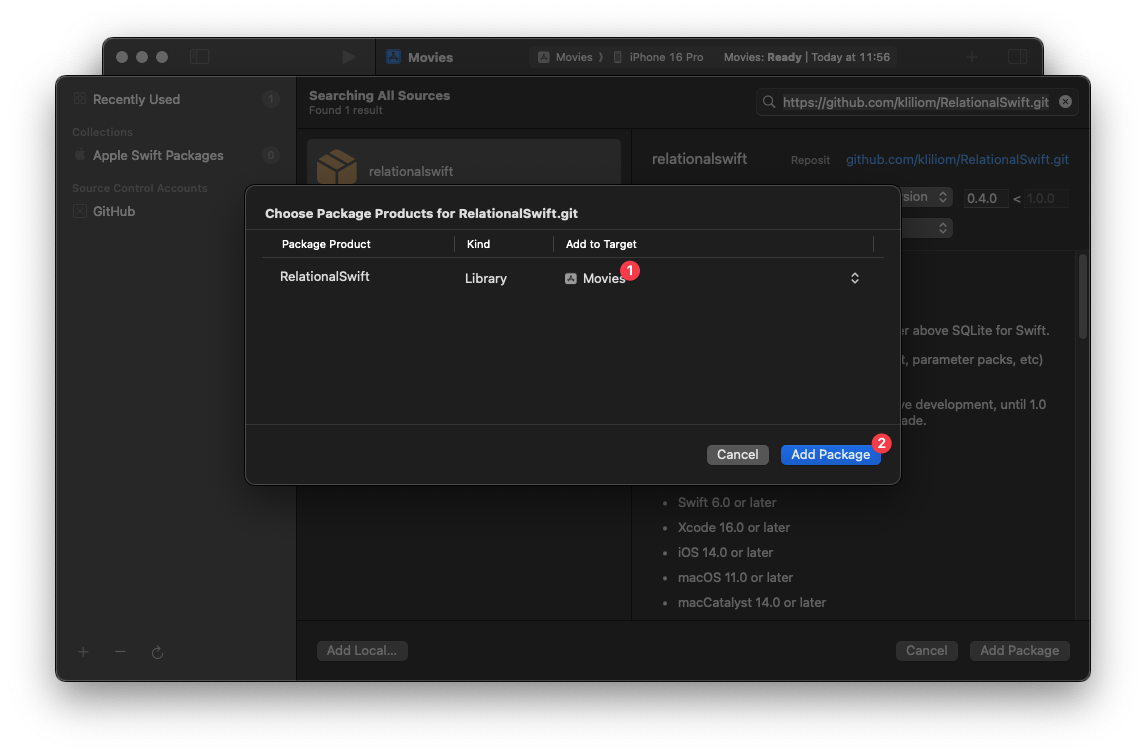 Movies
Movies ⟩ iPhone 16 Pro
Movies: Ready | Today at 11:56
Recently Used 1
Collections
Apple Swift Packages 0
Source Control Accounts
GitHub
Searching All Sources
Found 1 result
https://github.com/kliliom/RelationalSwift.git
relationalswift
relationalswift
Reposit github.com/kliliom/RelationalSwift.git
sion 0.4.0 < 1.0.0
Choose Package Products for RelationalSwift.git
Package Product Kind Add to Target
RelationalSwift Library Movies 1
Cancel Add Package 2
r above SQLite for Swift.
t, parameter packs, etc)
ve development, until 1.0
ade.
• Swift 6.0 or later
• Xcode 16.0 or later
• iOS 14.0 or later
• macOS 11.0 or later
• macCatalyst 14.0 or later
Add Local... Cancel Add Package